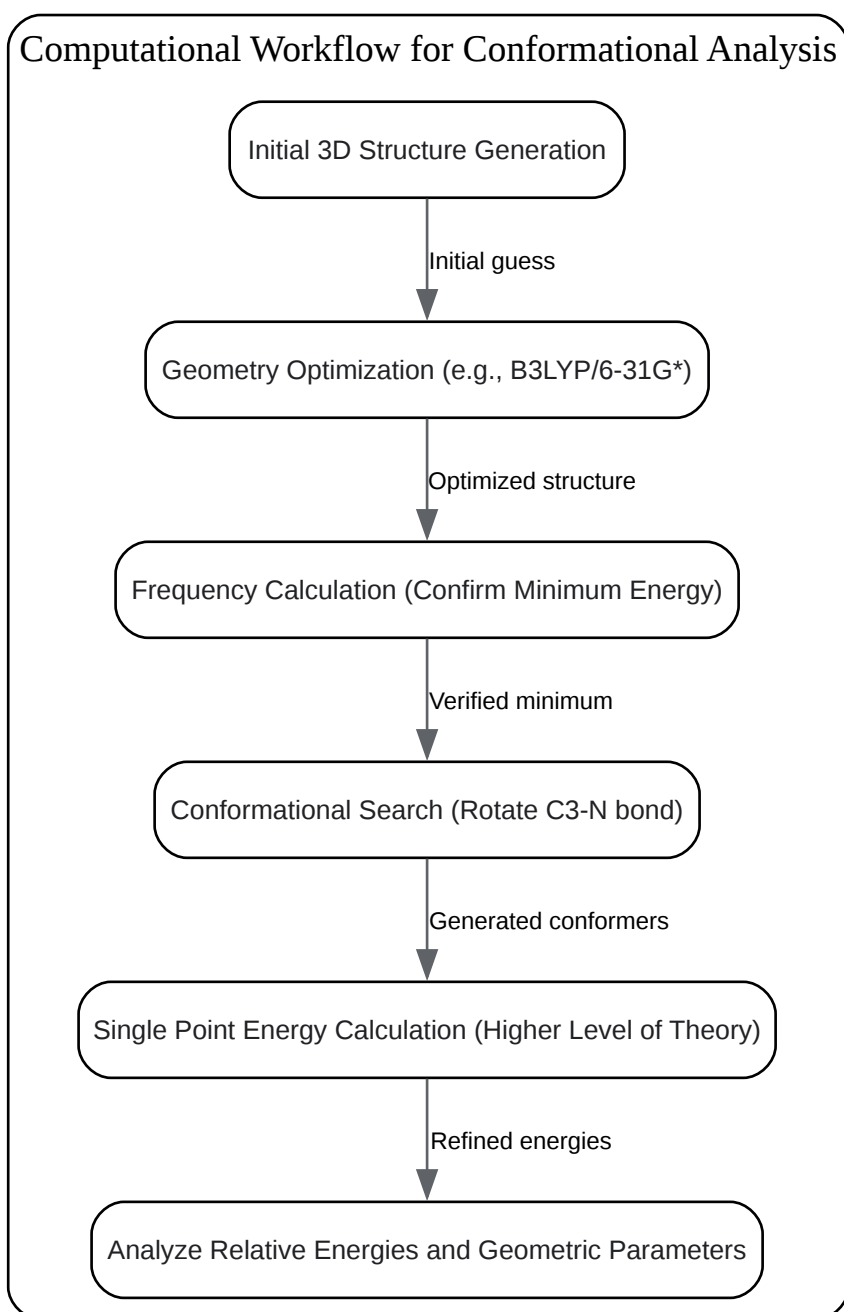 Computational Workflow for Conformational Analysis
Initial 3D Structure Generation
Initial guess
Geometry Optimization (e.g., B3LYP/6-31G*)
Optimized structure
Frequency Calculation (Confirm Minimum Energy)
Verified minimum
Conformational Search (Rotate C3-N bond)
Generated conformers
Single Point Energy Calculation (Higher Level of Theory)
Refined energies
Analyze Relative Energies and Geometric Parameters